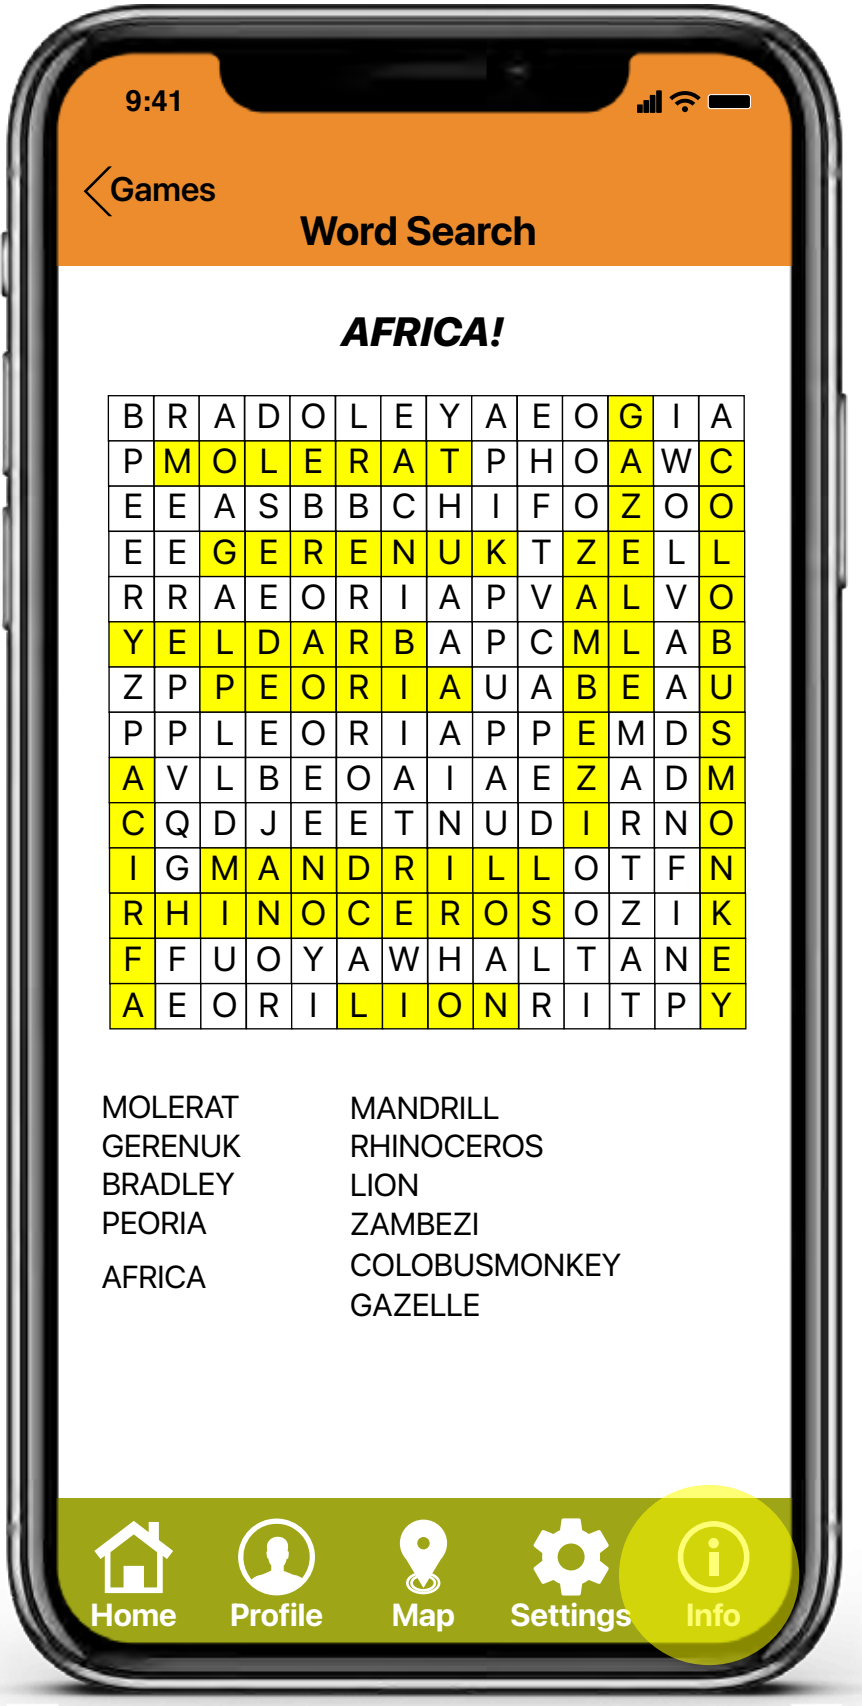 9:41
Games
Word Search
AFRICA!
B R A D O L E Y A E O G I A
P M O L E R A T P H O A W C
E E A S B B C H I F O Z O O
E E G E R E N U K T Z E L L
R R A E O R I A P V A L V O
Y E L D A R B A P C M L A B
Z P P E O R I A U A B E A U
P P L E O R I A P P E M D S
A V L B E O A I A E Z A D M
C Q D J E E T N U D I R N O
I G M A N D R I L L O T F N
R H I N O C E R O S O Z I K
F F U O Y A W H A L T A N E
A E O R I L I O N R I T P Y
MOLERAT
GERENUK
BRADLEY
PEORIA
AFRICA
MANDRILL
RHINOCEROS
LION
ZAMBEZI
COLOBUSMONKEY
GAZELLE
Home Profile Map Settings Info